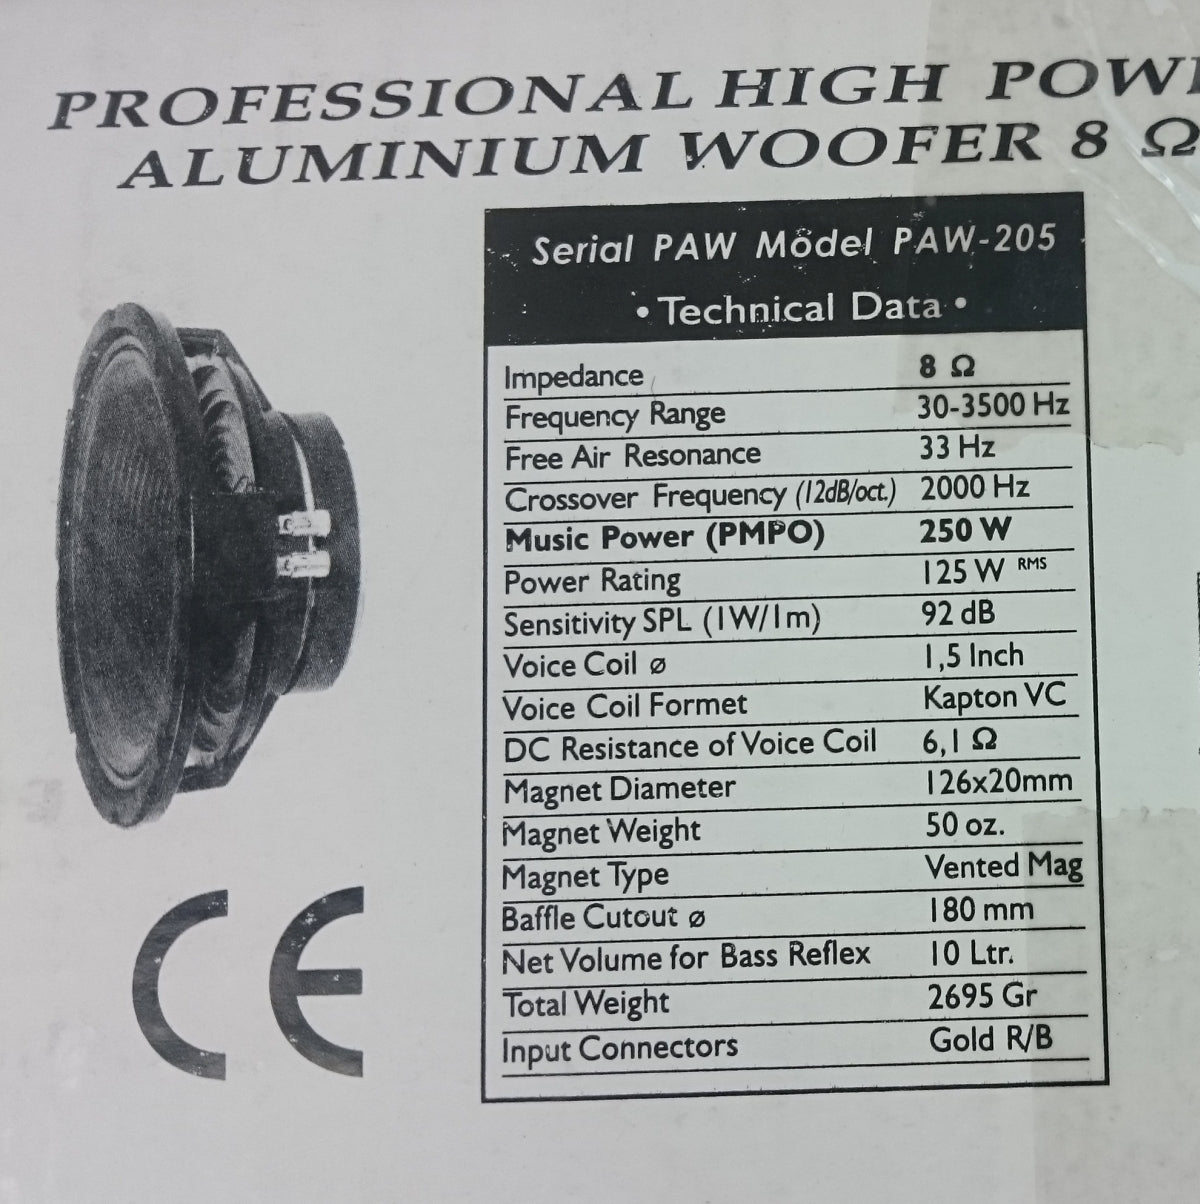 PROFESSIONAL HIGH
ALUMINIUM WOOFER 8 Ω
Serial PAW Model PAW-205
• Technical Data •
Impedance 8 Ω
Frequency Range 30-3500 Hz
Free Air Resonance 33 Hz
Crossover Frequency (12dB/oct.) 2000 Hz
Music Power (PMPO) 250 W
Power Rating 125 W RMS
Sensitivity SPL (1W/1m) 92 dB
Voice Coil ø 1,5 Inch
Voice Coil Formet Kapton VC
DC Resistance of Voice Coil 6,1 Ω
Magnet Diameter 126x20mm
Magnet Weight 50 oz.
Magnet Type Vented Mag
Baffle Cutout ø 180 mm
Net Volume for Bass Reflex 10 Ltr.
Total Weight 2695 Gr
Input Connectors Gold R/B
CE